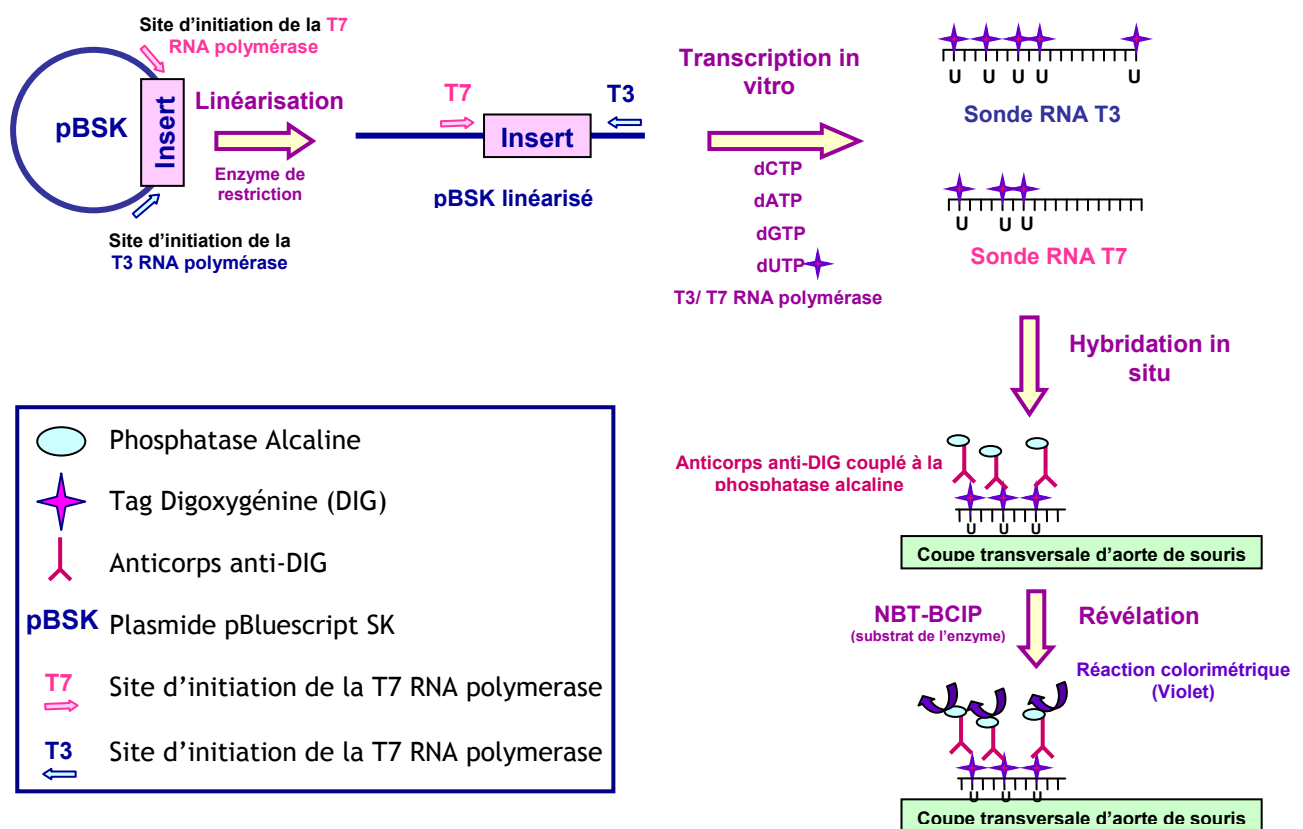 Site d'initiation de la T7
RNA polymérase
pBSK
Insert
Site d'initiation de la
T3 RNA polymérase
Linéarisation
Enzyme de
restriction
T7
T3
Insert
pBSK linéarisé
Transcription in
vitro
dCTP
dATP
dGTP
dUTP
T3/ T7 RNA polymérase
U U U U U
Sonde RNA T3
U U U
Sonde RNA T7
Hybridation in
situ
Anticorps anti-DIG couplé à la
phosphatase alcaline
U U U
Coupe transversale d'aorte de souris
NBT-BCIP
(substrat de l'enzyme)
Révélation
Réaction colorimétrique
(Violet)
U U U
Coupe transversale d'aorte de souris
Phosphatase Alcaline
Tag Digoxygénine (DIG)
Anticorps anti-DIG
pBSK Plasmide pBluescript SK
T7 Site d'initiation de la T7 RNA polymerase
T3 Site d'initiation de la T7 RNA polymerase